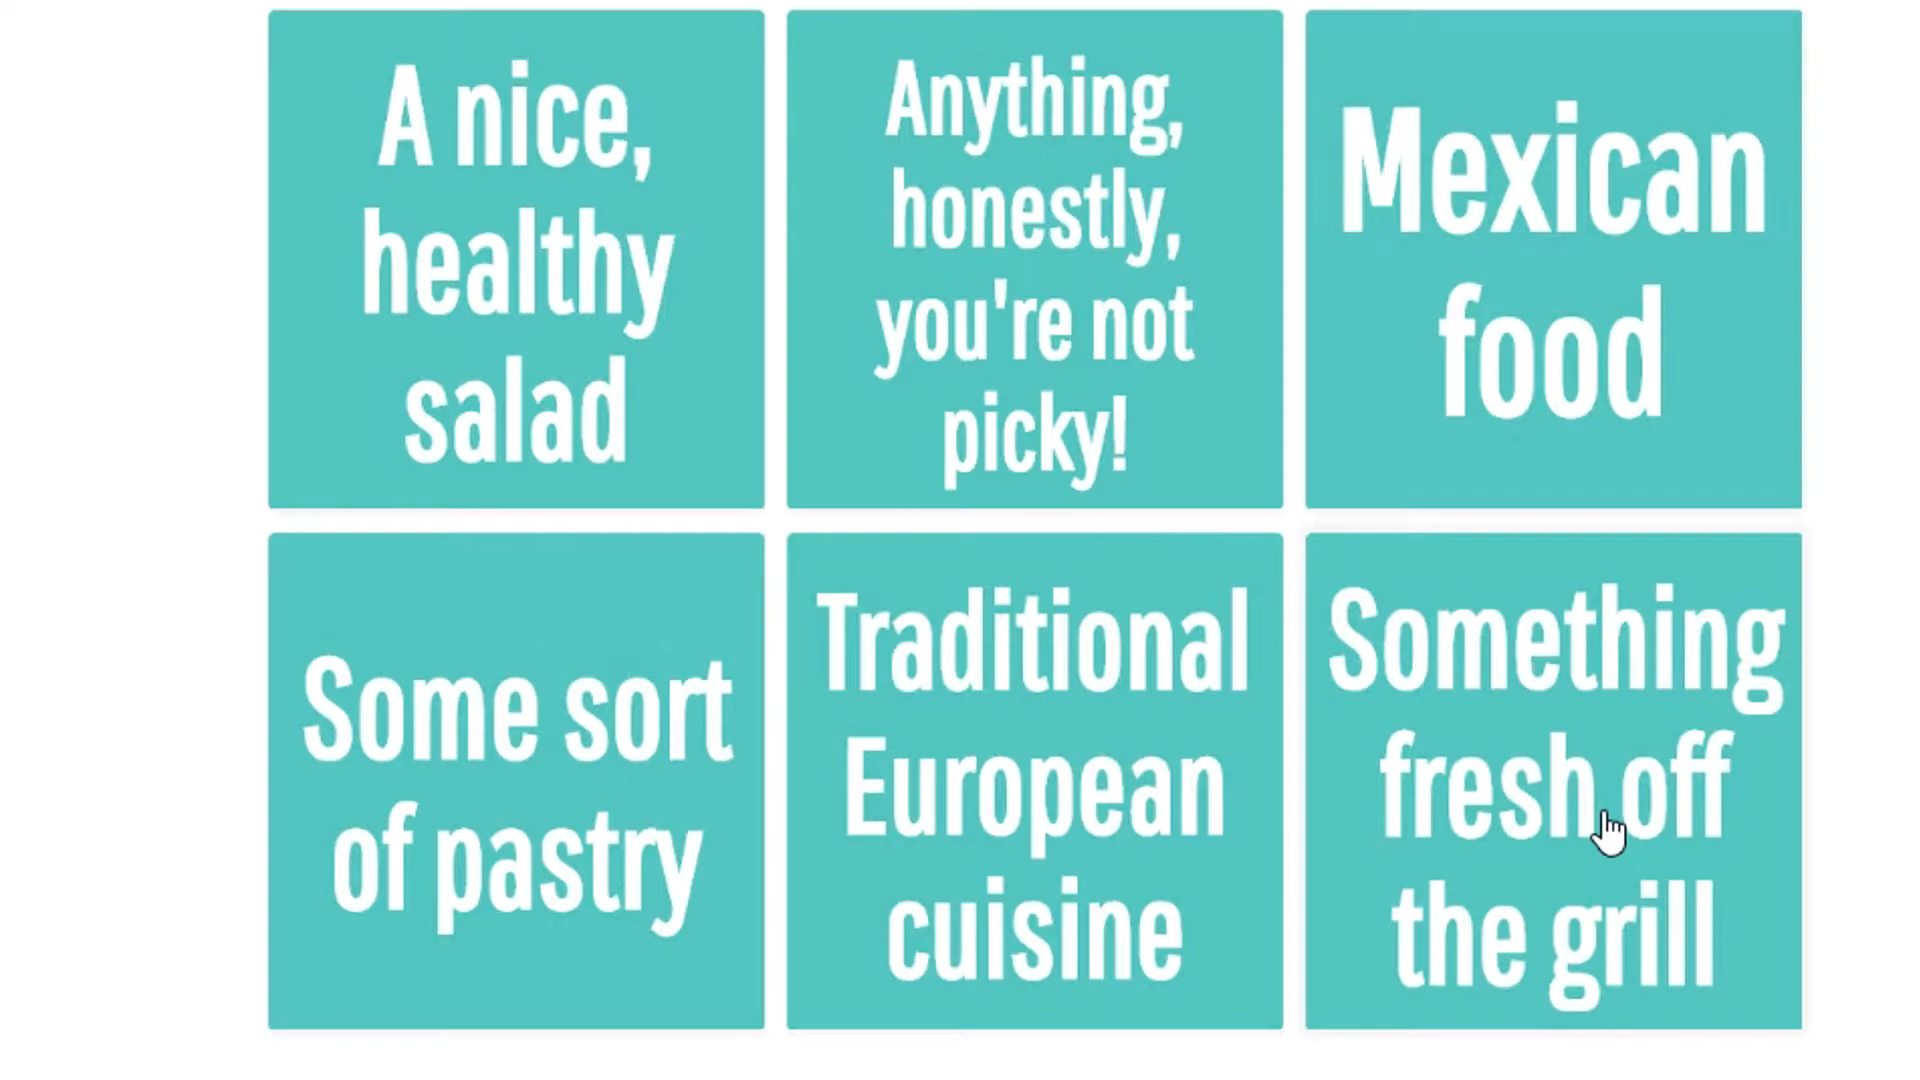 A nice,
healthy
salad
Anything,
honestly,
you're not
picky!
Mexican
food
Some sort
of pastry
Traditional
European
cuisine
Something
fresh off
the grill